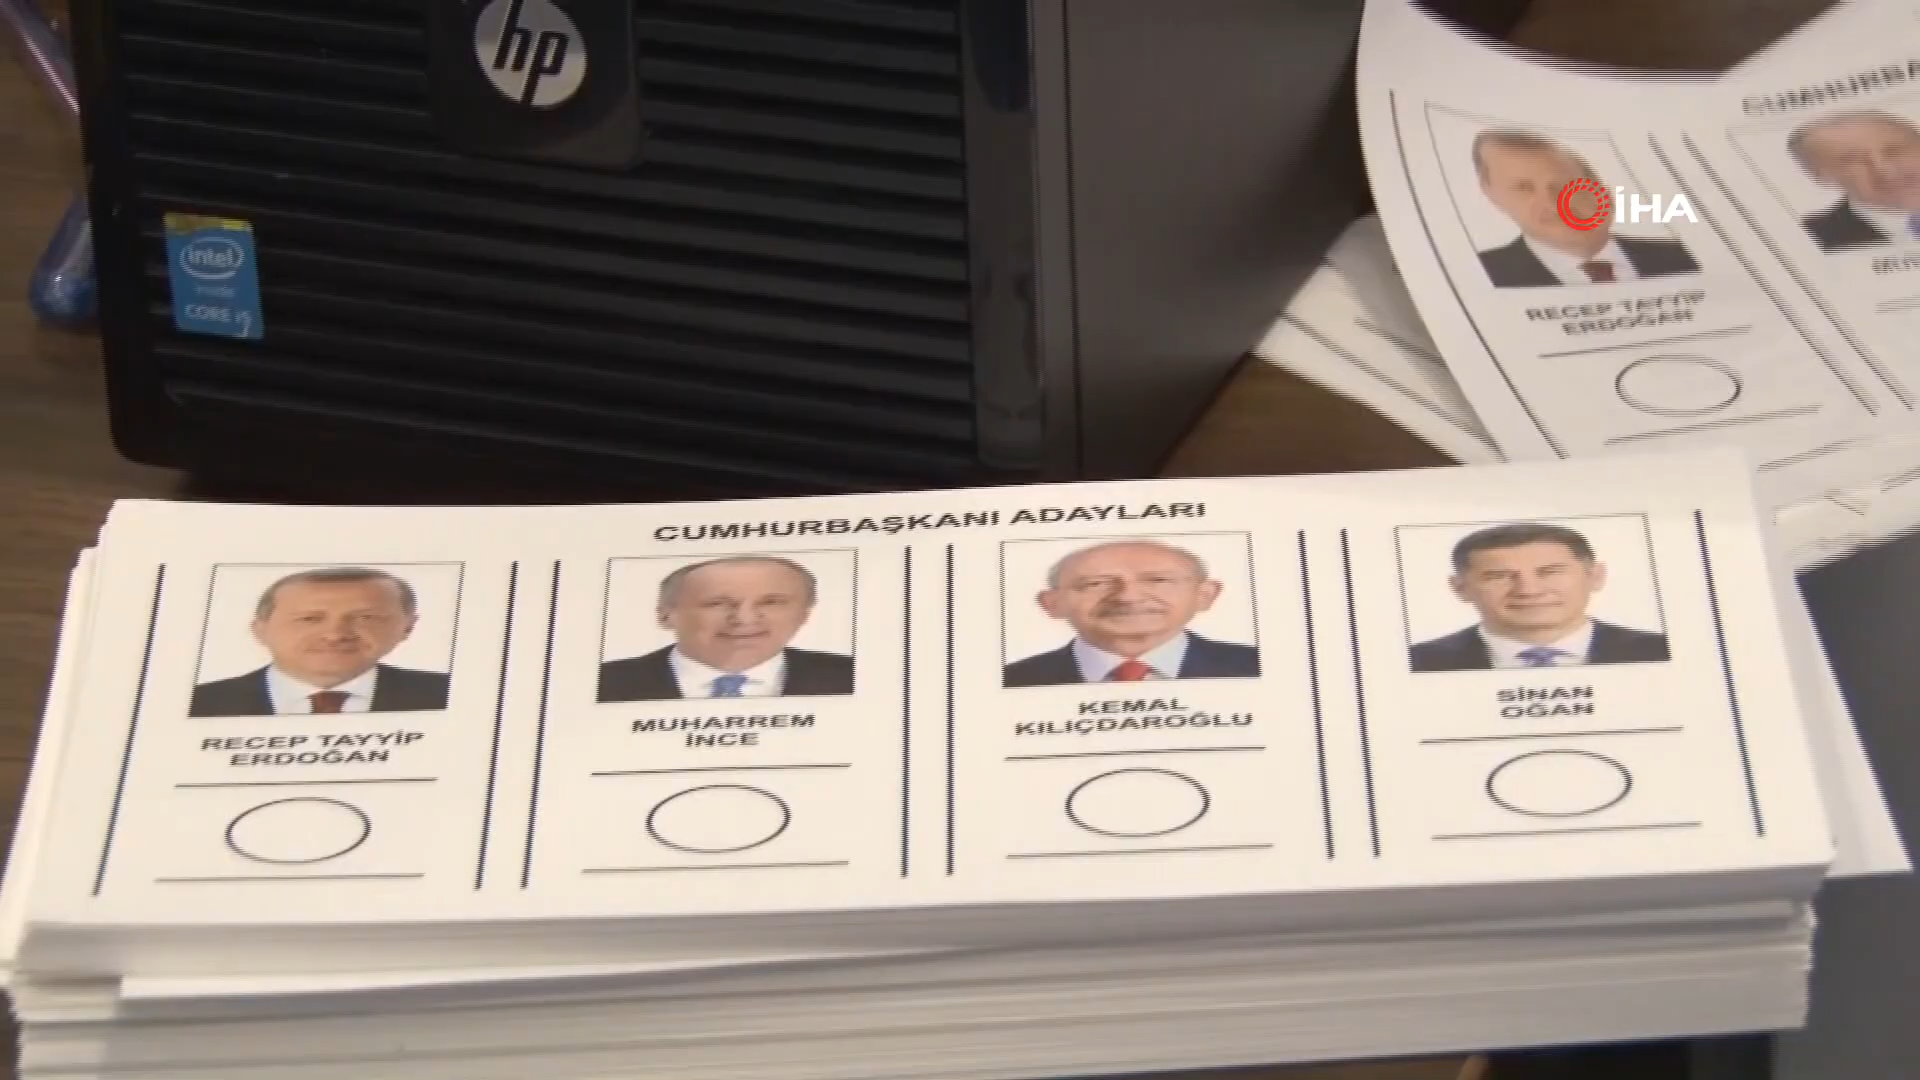 hp
intel
inside
CORE i5
İHA
CUMHURBA
RECEP TAYYİP
ERDOĞAN
CUMHURBAŞKANI ADAYLARI
RECEP TAYYİP
ERDOĞAN
MUHARREM
İNCE
KEMAL
KILIÇDAROĞLU
SİNAN
OĞAN